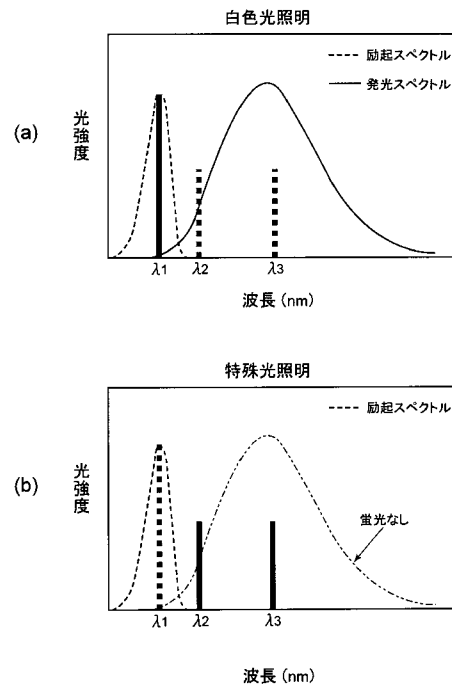 白色光照明
励起スペクトル
発光スペクトル
(a)
光強度
λ1
λ2
λ3
波長 (nm)
特殊光照明
励起スペクトル
(b)
光強度
蛍光なし
λ1
λ2
λ3
波長 (nm)